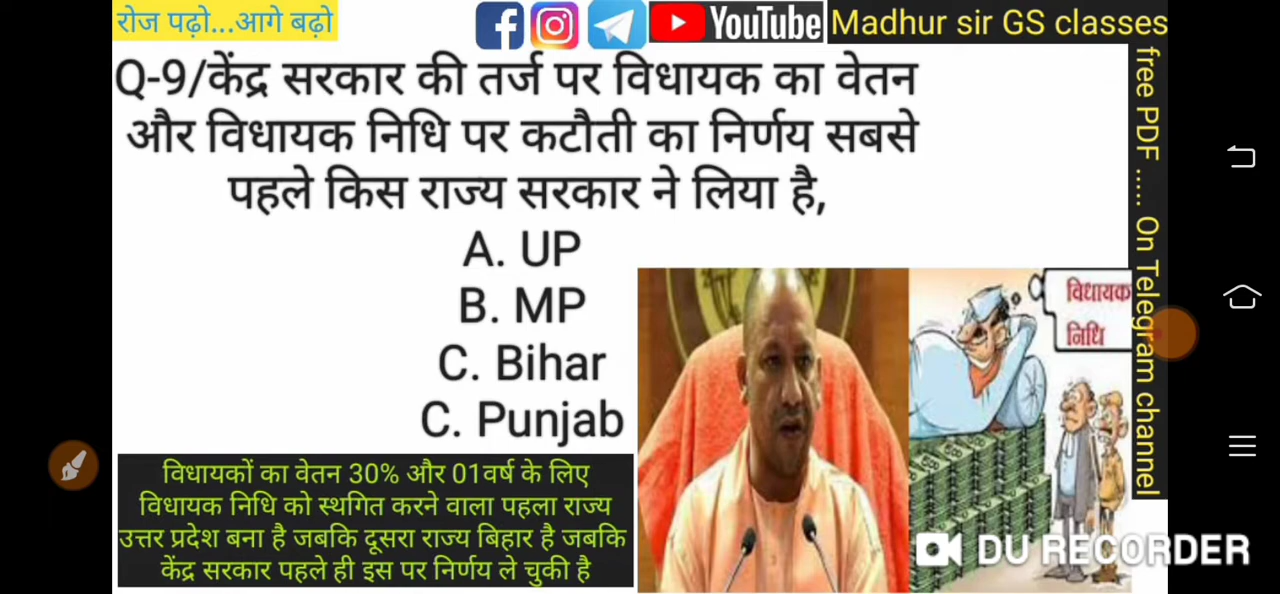 रोज पढ़ो...आगे बढ़ो
YouTube
Madhur sir GS classes
free PDF ..... On Telegram channel
Q-9/केंद्र सरकार की तर्ज पर विधायक का वेतन
और विधायक निधि पर कटौती का निर्णय सबसे
पहले किस राज्य सरकार ने लिया है,
A. UP
B. MP
C. Bihar
C. Punjab
विधायक
निधि
विधायकों का वेतन 30% और 01वर्ष के लिए
विधायक निधि को स्थगित करने वाला पहला राज्य
उत्तर प्रदेश बना है जबकि दूसरा राज्य बिहार है जबकि
केंद्र सरकार पहले ही इस पर निर्णय ले चुकी है
DU RECORDER